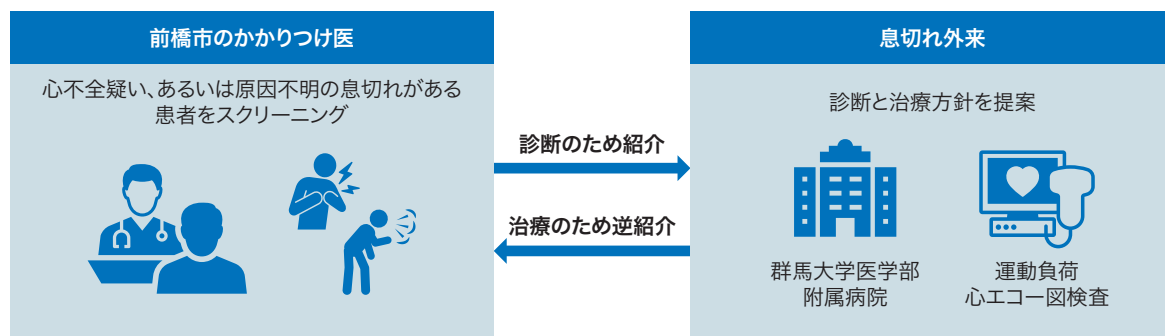 前橋市のかかりつけ医
心不全疑い、あるいは原因不明の息切れがある
患者をスクリーニング
診断のため紹介
治療のため逆紹介
息切れ外来
診断と治療方針を提案
群馬大学医学部
附属病院
運動負荷
心エコー図検査